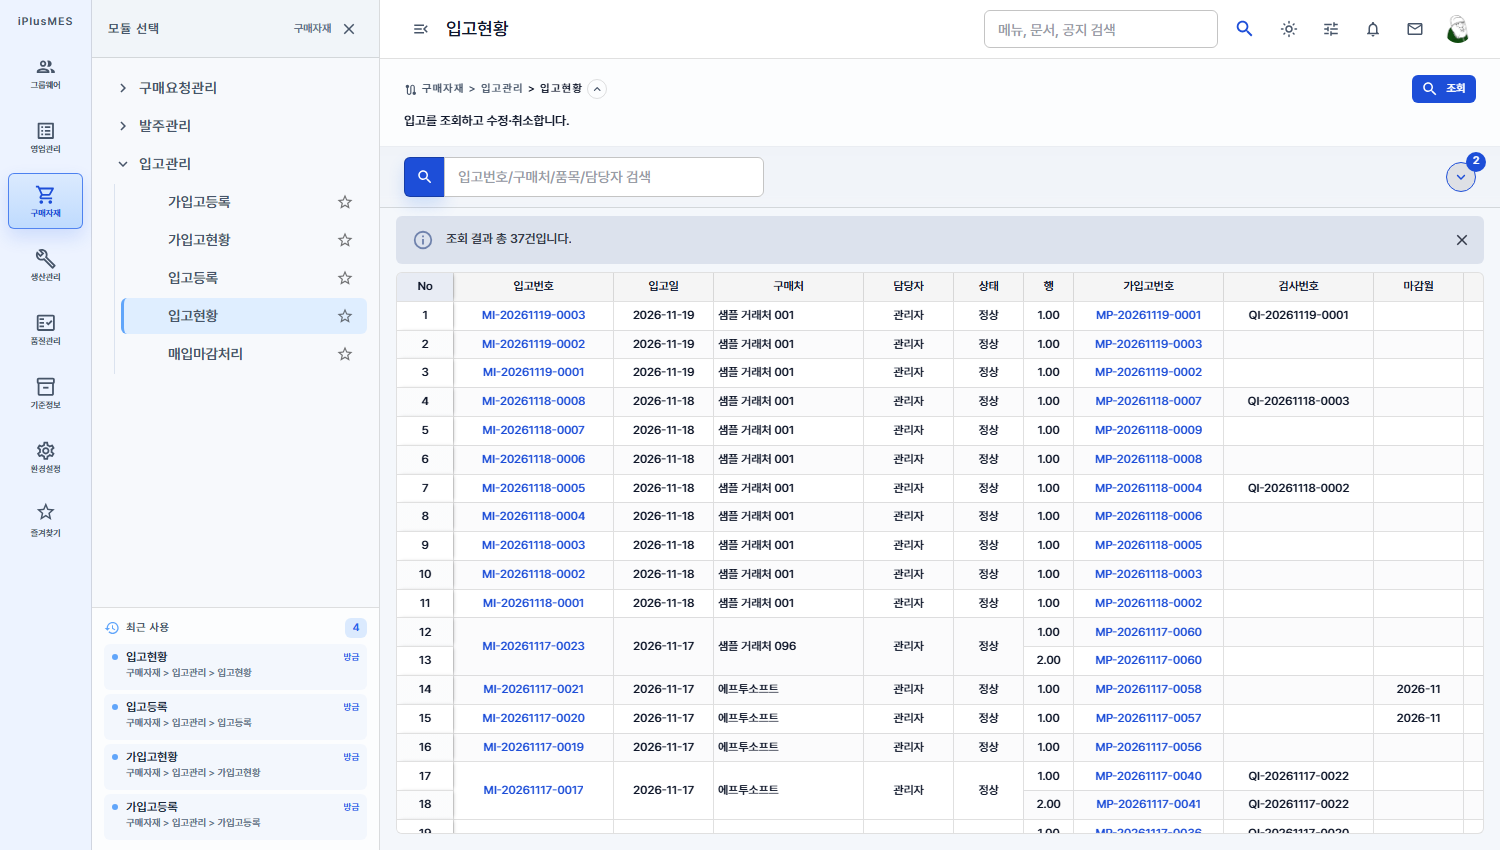 iPlusMES
그룹웨어
영업관리
구매자재
생산관리
품질관리
기준정보
환경설정
즐겨찾기
모듈 선택
구매자재
구매요청관리
발주관리
입고관리
가입고등록
가입고현황
입고등록
입고현황
매입마감처리
최근 사용 4
입고현황 방금
구매자재 > 입고관리 > 입고현황
입고등록 방금
구매자재 > 입고관리 > 입고등록
가입고현황 방금
구매자재 > 입고관리 > 가입고현황
가입고등록 방금
구매자재 > 입고관리 > 가입고등록
입고현황
메뉴, 문서, 공지 검색
구매자재 > 입고관리 > 입고현황
조회
입고를 조회하고 수정·취소합니다.
입고번호/구매처/품목/담당자 검색
2
조회 결과 총 37건입니다.
No 입고번호 입고일 구매처 담당자 상태 행 가입고번호 검사번호 마감월
1 MI-20261119-0003 2026-11-19 샘플 거래처 001 관리자 정상 1.00 MP-20261119-0001 QI-20261119-0001
2 MI-20261119-0002 2026-11-19 샘플 거래처 001 관리자 정상 1.00 MP-20261119-0003
3 MI-20261119-0001 2026-11-19 샘플 거래처 001 관리자 정상 1.00 MP-20261119-0002
4 MI-20261118-0008 2026-11-18 샘플 거래처 001 관리자 정상 1.00 MP-20261118-0007 QI-20261118-0003
5 MI-20261118-0007 2026-11-18 샘플 거래처 001 관리자 정상 1.00 MP-20261118-0009
6 MI-20261118-0006 2026-11-18 샘플 거래처 001 관리자 정상 1.00 MP-20261118-0008
7 MI-20261118-0005 2026-11-18 샘플 거래처 001 관리자 정상 1.00 MP-20261118-0004 QI-20261118-0002
8 MI-20261118-0004 2026-11-18 샘플 거래처 001 관리자 정상 1.00 MP-20261118-0006
9 MI-20261118-0003 2026-11-18 샘플 거래처 001 관리자 정상 1.00 MP-20261118-0005
10 MI-20261118-0002 2026-11-18 샘플 거래처 001 관리자 정상 1.00 MP-20261118-0003
11 MI-20261118-0001 2026-11-18 샘플 거래처 001 관리자 정상 1.00 MP-20261118-0002
12 MI-20261117-0023 2026-11-17 샘플 거래처 096 관리자 정상 1.00 MP-20261117-0060
13 2.00 MP-20261117-0060
14 MI-20261117-0021 2026-11-17 에프투소프트 관리자 정상 1.00 MP-20261117-0058 2026-11
15 MI-20261117-0020 2026-11-17 에프투소프트 관리자 정상 1.00 MP-20261117-0057 2026-11
16 MI-20261117-0019 2026-11-17 에프투소프트 관리자 정상 1.00 MP-20261117-0056
17 MI-20261117-0017 2026-11-17 에프투소프트 관리자 정상 1.00 MP-20261117-0040 QI-20261117-0022
18 2.00 MP-20261117-0041 QI-20261117-0022
19 1.00 MP-20261117-0036 QI-20261117-0020